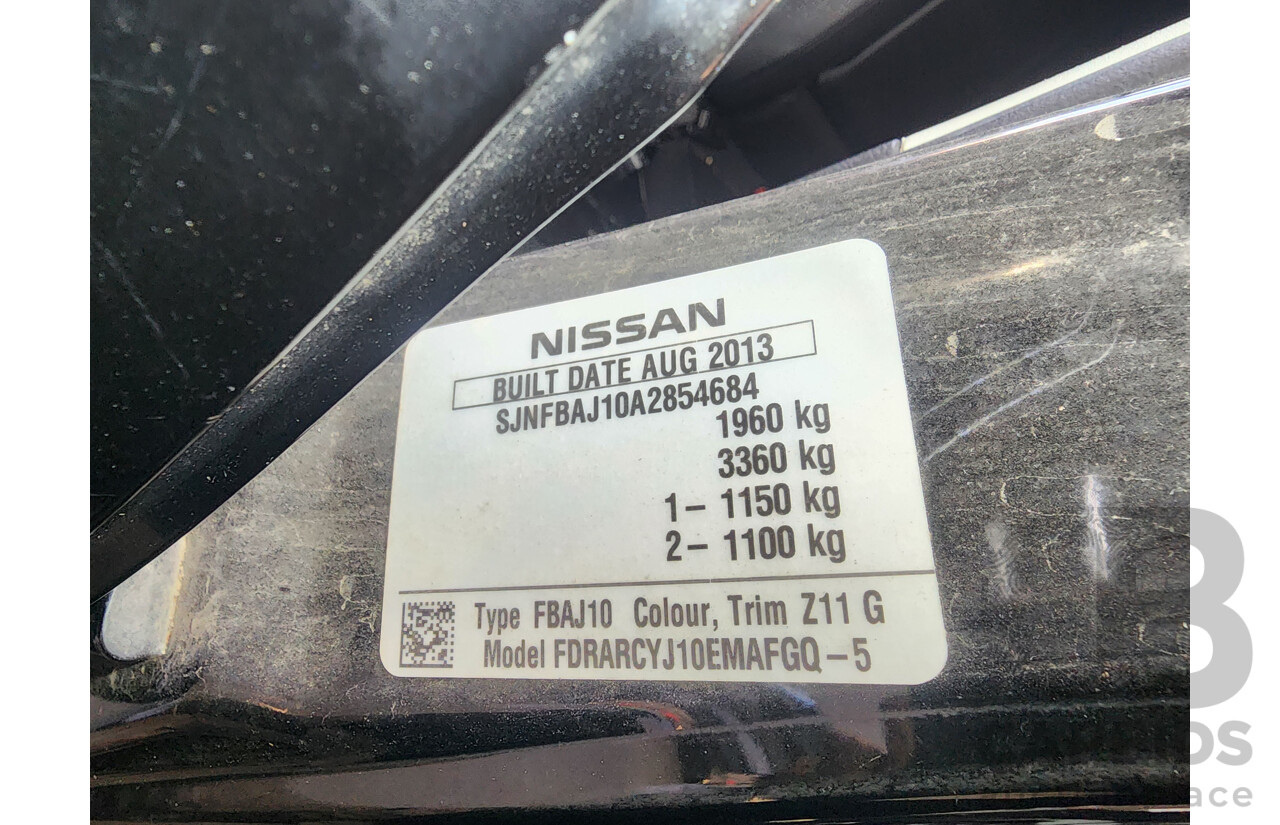 NISSAN
BUILT DATE AUG 2013
SJNFBAJ10A2854684
1960 kg
3360 kg
1– 1150 kg
2– 1100 kg
Type FBAJ10 Colour, Trim Z11 G
Model FDRARCYJ10EMAFGQ–5